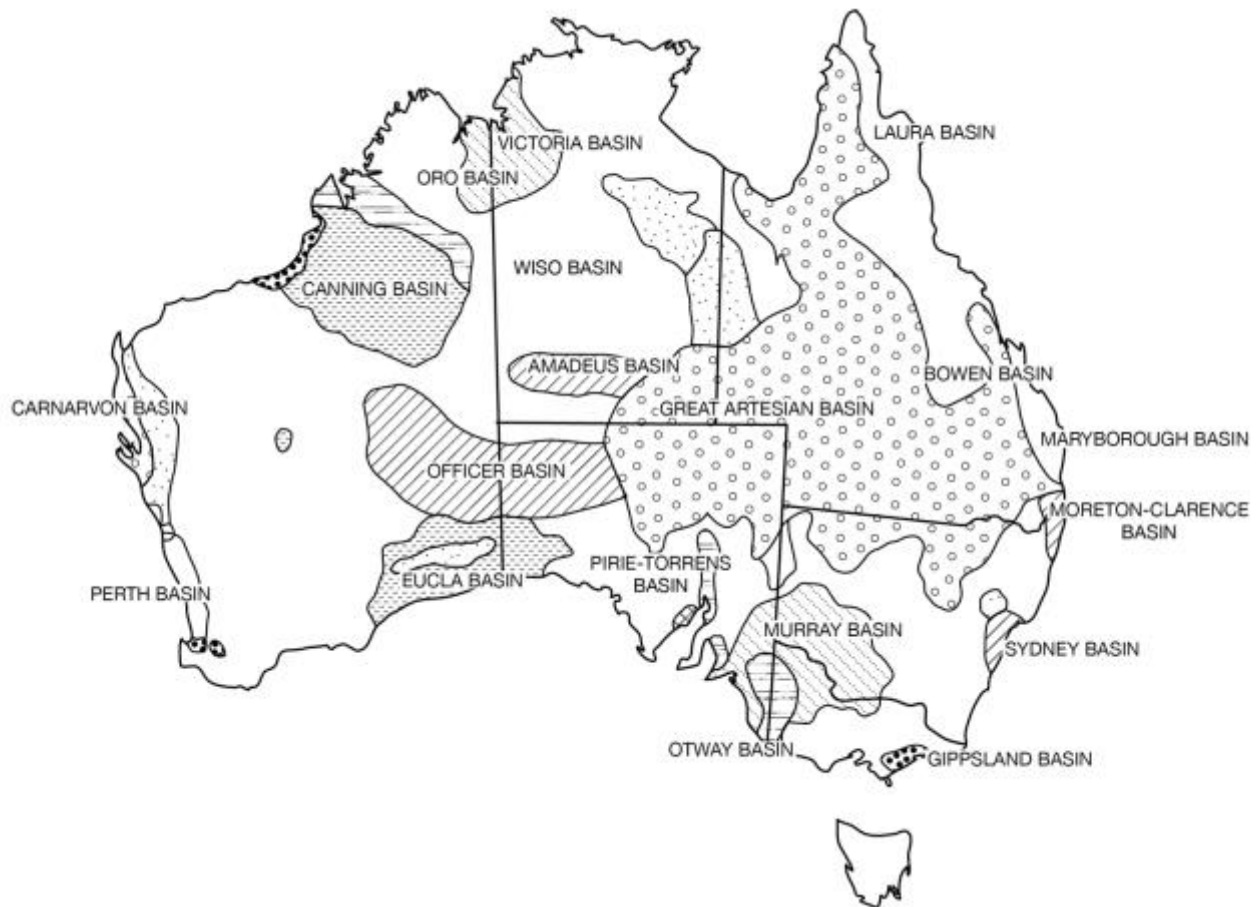 LAURA BASIN
VICTORIA BASIN
ORO BASIN
WISO BASIN
CANNING BASIN
AMADEUS BASIN
BOWEN BASIN
CARNARVON BASIN
GREAT ARTESIAN BASIN
MARYBOROUGH BASIN
OFFICER BASIN
MORETON-CLARENCE
BASIN
PIRIE-TORRENS
BASIN
EUCLA BASIN
PERTH BASIN
MURRAY BASIN
SYDNEY BASIN
OTWAY BASIN
GIPPSLAND BASIN